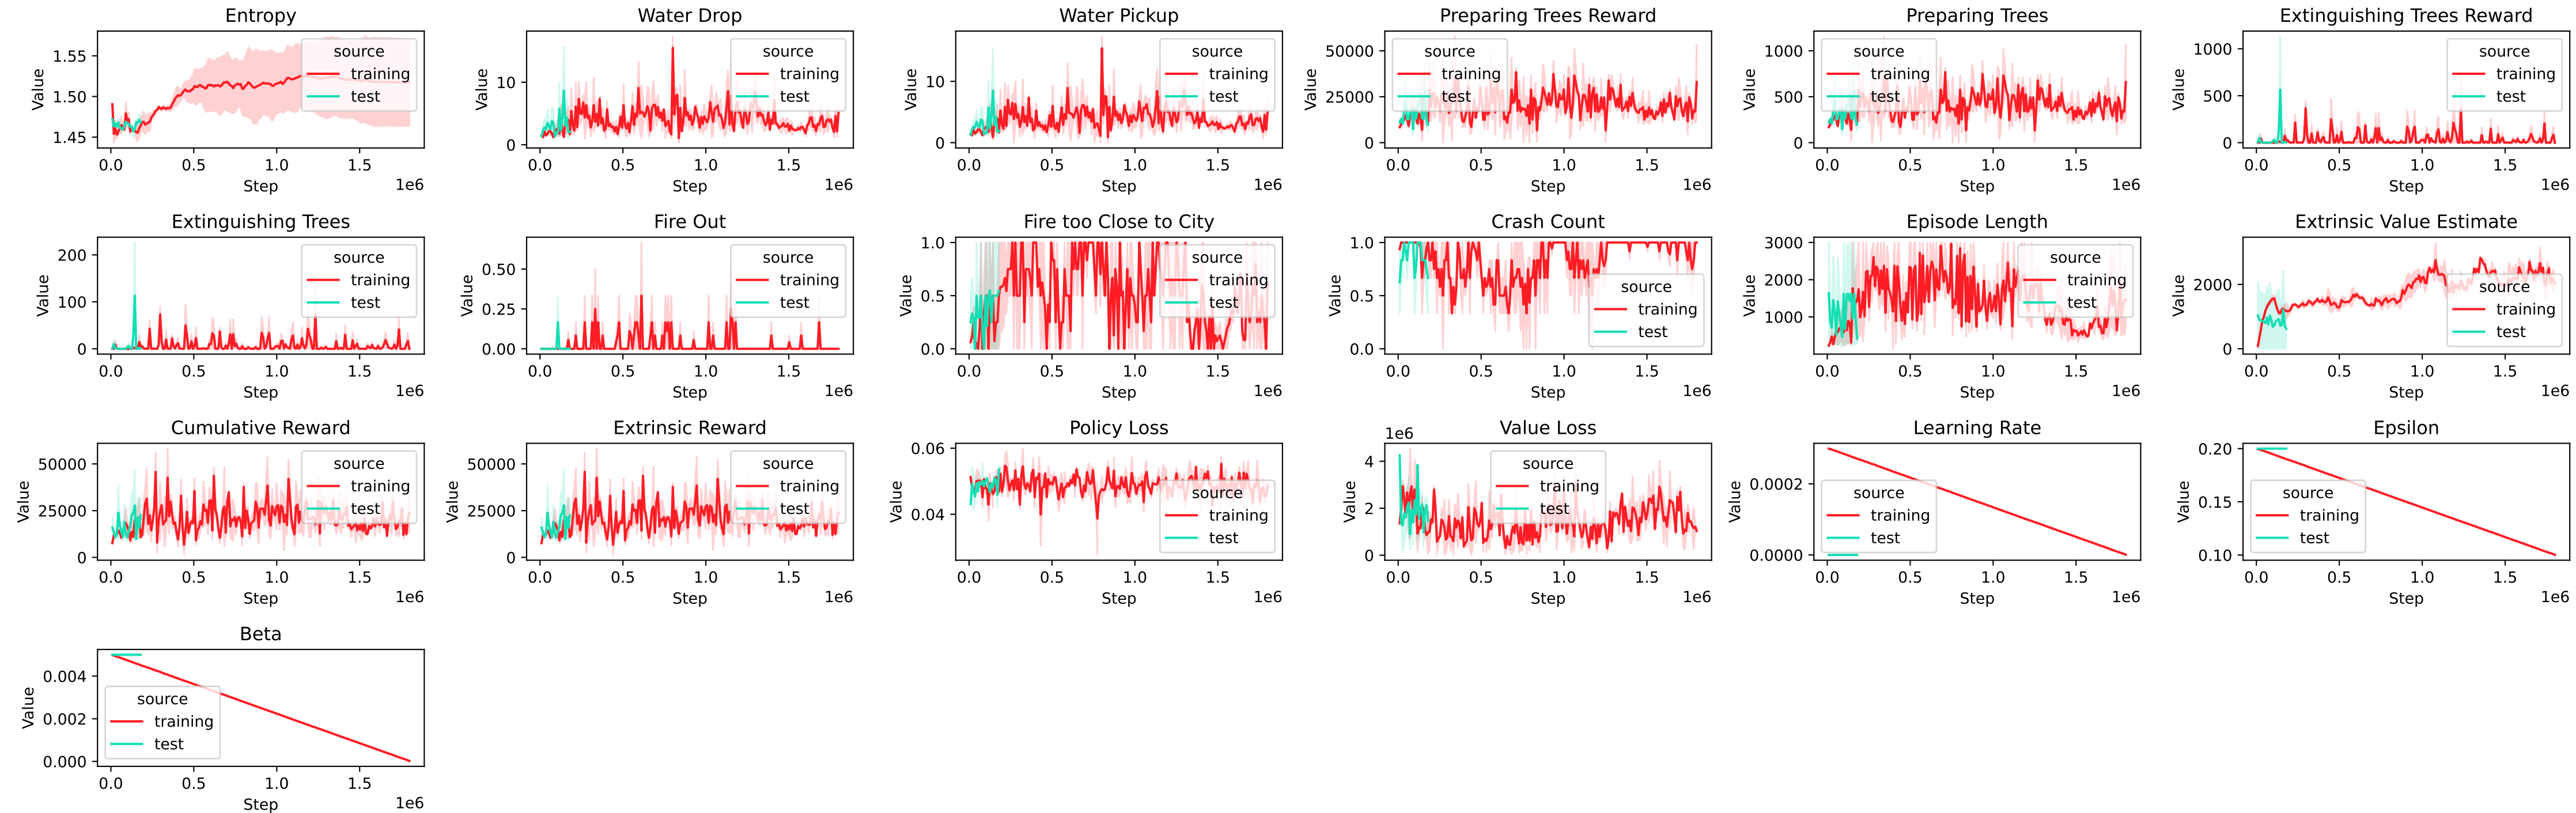 Entropy
Value
1.55
1.50
1.45
source
training
test
0.0 0.5 1.0 1.5
Step
1e6
Water Drop
Value
10
0
source
training
test
0.0 0.5 1.0 1.5
Step
1e6
Water Pickup
Value
10
0
source
training
test
0.0 0.5 1.0 1.5
Step
1e6
Preparing Trees Reward
Value
50000
25000
0
source
training
test
0.0 0.5 1.0 1.5
Step
1e6
Preparing Trees
Value
1000
500
0
source
training
test
0.0 0.5 1.0 1.5
Step
1e6
Extinguishing Trees Reward
Value
1000
500
0
source
training
test
0.0 0.5 1.0 1.5
Step
1e6
Extinguishing Trees
Value
200
100
0
source
training
test
0.0 0.5 1.0 1.5
Step
1e6
Fire Out
Value
0.50
0.25
0.00
source
training
test
0.0 0.5 1.0 1.5
Step
1e6
Fire too Close to City
Value
1.0
0.5
0.0
source
training
test
0.0 0.5 1.0 1.5
Step
1e6
Crash Count
Value
1.0
0.5
0.0
source
training
test
0.0 0.5 1.0 1.5
Step
1e6
Episode Length
Value
3000
2000
1000
source
training
test
0.0 0.5 1.0 1.5
Step
1e6
Extrinsic Value Estimate
Value
2000
0
source
training
test
0.0 0.5 1.0 1.5
Step
1e6
Cumulative Reward
Value
50000
25000
0
source
training
test
0.0 0.5 1.0 1.5
Step
1e6
Extrinsic Reward
Value
50000
25000
0
source
training
test
0.0 0.5 1.0 1.5
Step
1e6
Policy Loss
Value
0.06
0.04
source
training
test
0.0 0.5 1.0 1.5
Step
1e6
Value Loss
1e6
Value
4
2
0
source
training
test
0.0 0.5 1.0 1.5
Step
1e6
Learning Rate
Value
0.0002
0.0000
source
training
test
0.0 0.5 1.0 1.5
Step
1e6
Epsilon
Value
0.20
0.15
0.10
source
training
test
0.0 0.5 1.0 1.5
Step
1e6
Beta
Value
0.004
0.002
0.000
source
training
test
0.0 0.5 1.0 1.5
Step
1e6